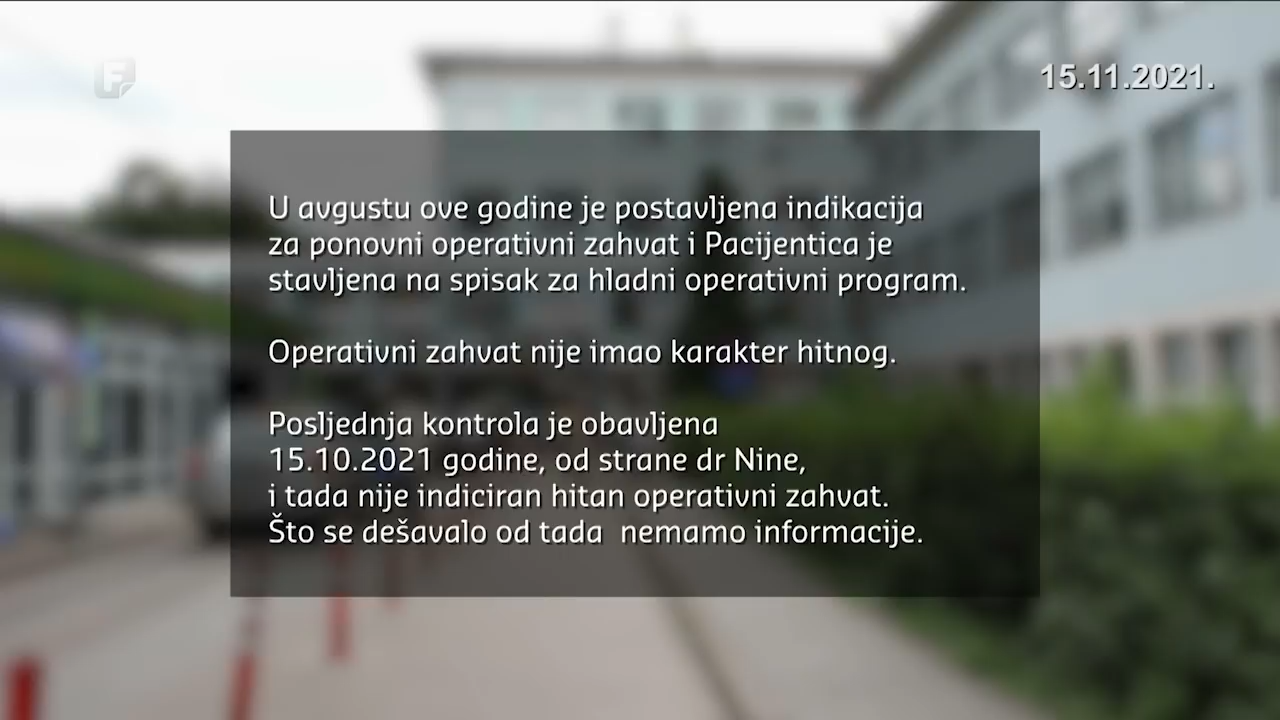 F
15.11.2021.
U avgustu ove godine je postavljena indikacija
za ponovni operativni zahvat i Pacijentica je
stavljena na spisak za hladni operativni program.
Operativni zahvat nije imao karakter hitnog.
Posljednja kontrola je obavljena
15.10.2021 godine, od strane dr Nine,
i tada nije indiciran hitan operativni zahvat.
Što se dešavalo od tada  nemamo informacije.